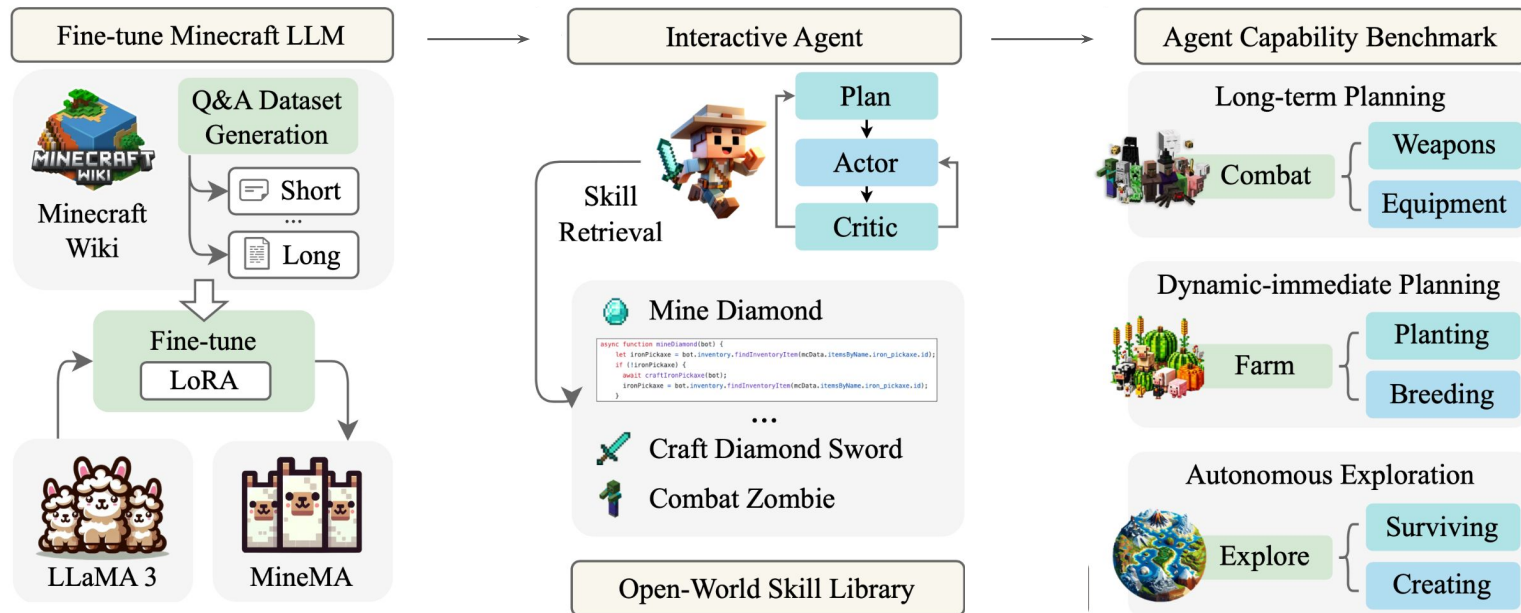 Fine-tune Minecraft LLM
MINECRAFT
WIKI
Minecraft
Wiki
Q&A Dataset
Generation
Short
...
Long
Fine-tune
LoRA
LLaMA 3
MineMA
Interactive Agent
Skill
Retrieval
Plan
Actor
Critic
Mine Diamond
async function mineDiamond(bot) {
let ironPickaxe = bot.inventory.findInventoryItem(mcData.itemsByName.iron_pickaxe.id);
if (!ironPickaxe) {
await craftIronPickaxe(bot);
ironPickaxe = bot.inventory.findInventoryItem(mcData.itemsByName.iron_pickaxe.id);
}
...
Craft Diamond Sword
Combat Zombie
Open-World Skill Library
Agent Capability Benchmark
Long-term Planning
Combat
Weapons
Equipment
Dynamic-immediate Planning
Farm
Planting
Breeding
Autonomous Exploration
Explore
Surviving
Creating